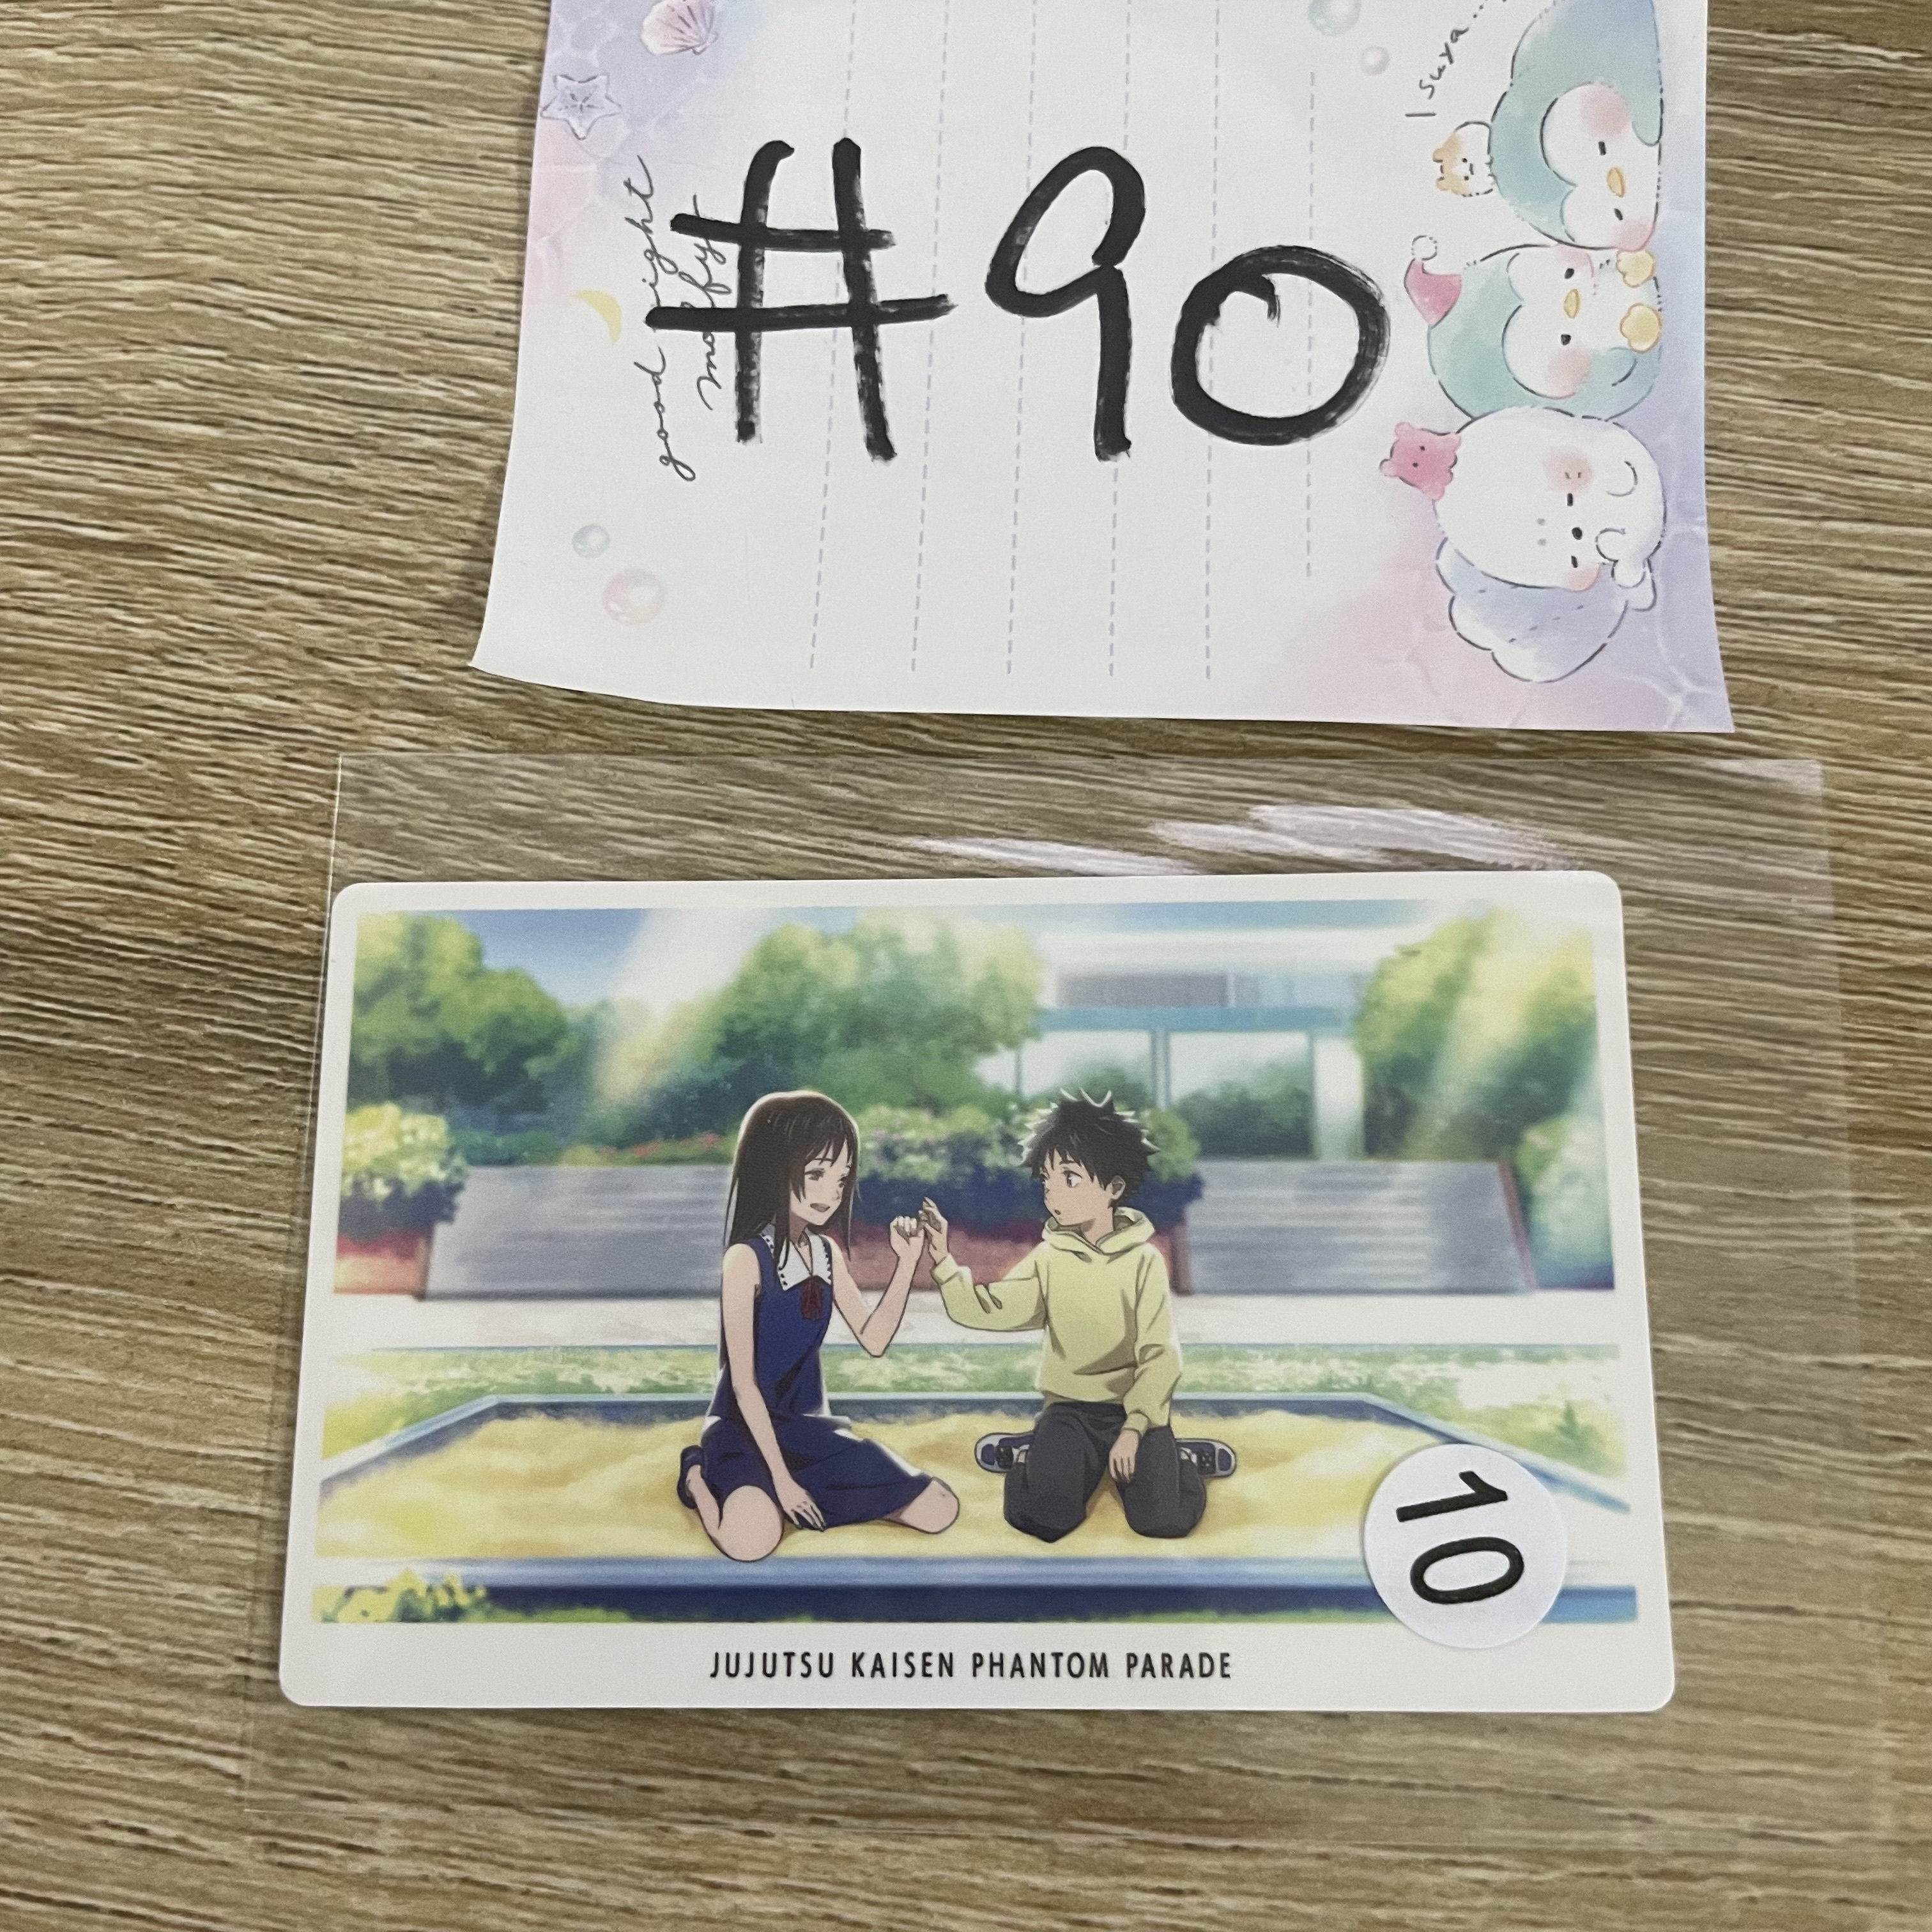 #90
good night
mofy
suya...
10
JUJUTSU KAISEN PHANTOM PARADE